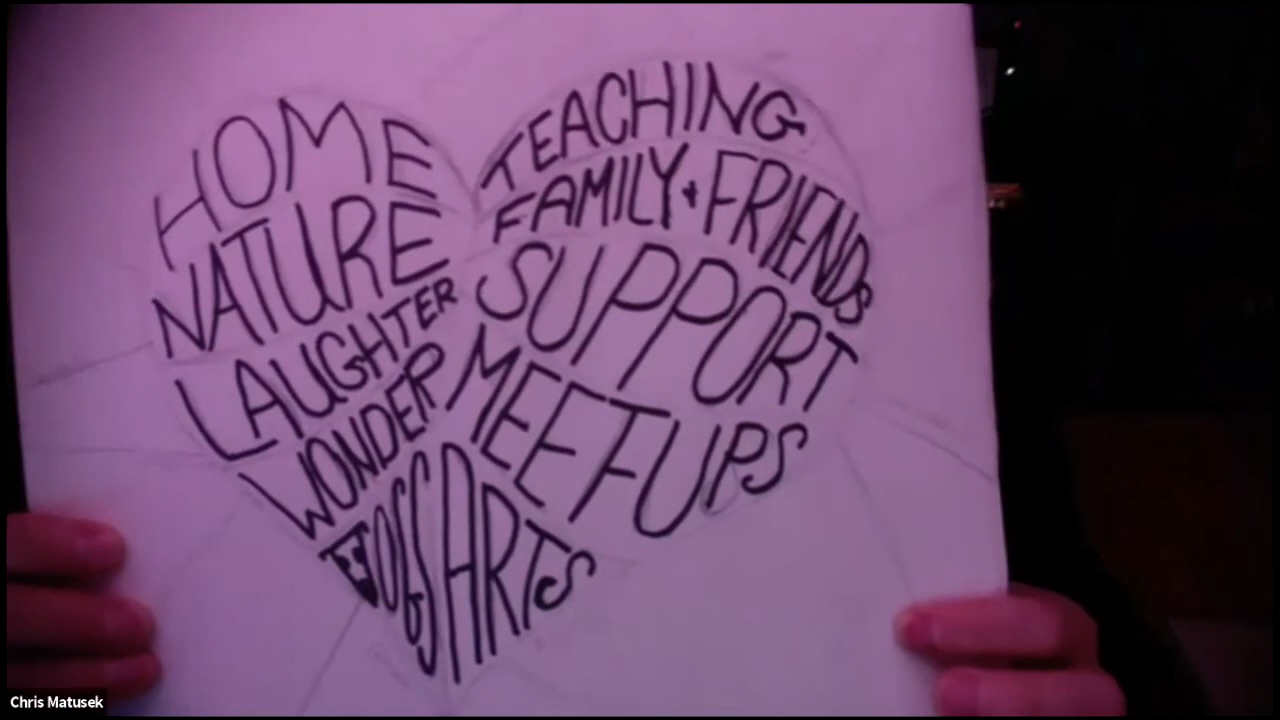 HOME
NATURE
LAUGHTER
WONDER
DOGS
TEACHING
FAMILY + FRIENDS
SUPPORT
MEETUPS
ARTS
Chris Matusek